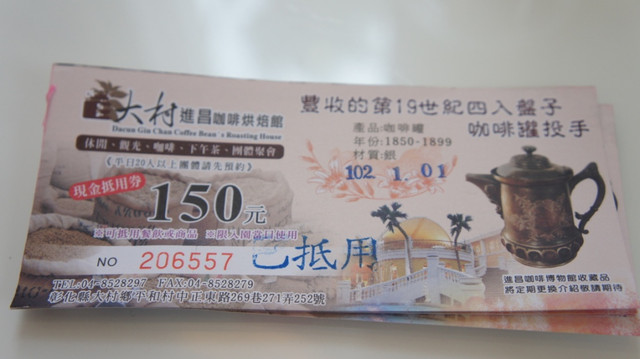 大村 進昌咖啡烘焙館
Dacun Gin Chan Coffee Bean's Roasting House
休閒、觀光、咖啡、下午茶、團體聚會
《平日20人以上團體請先預約》
現金抵用券
150元
※可抵用餐飲或商品 ※限入園當日使用
NO 206557
已抵用
TEL:04-8528297 FAX:04-8528279
彰化縣大村鄉平和村中正東路269巷271弄252號
豐收的第19世紀四入盤子
咖啡罐投手
產品:咖啡罐
年份:1850-1899
材質:銀
102. 1. 01
進昌咖啡博物館收藏品
將定期更換介紹敬請期待